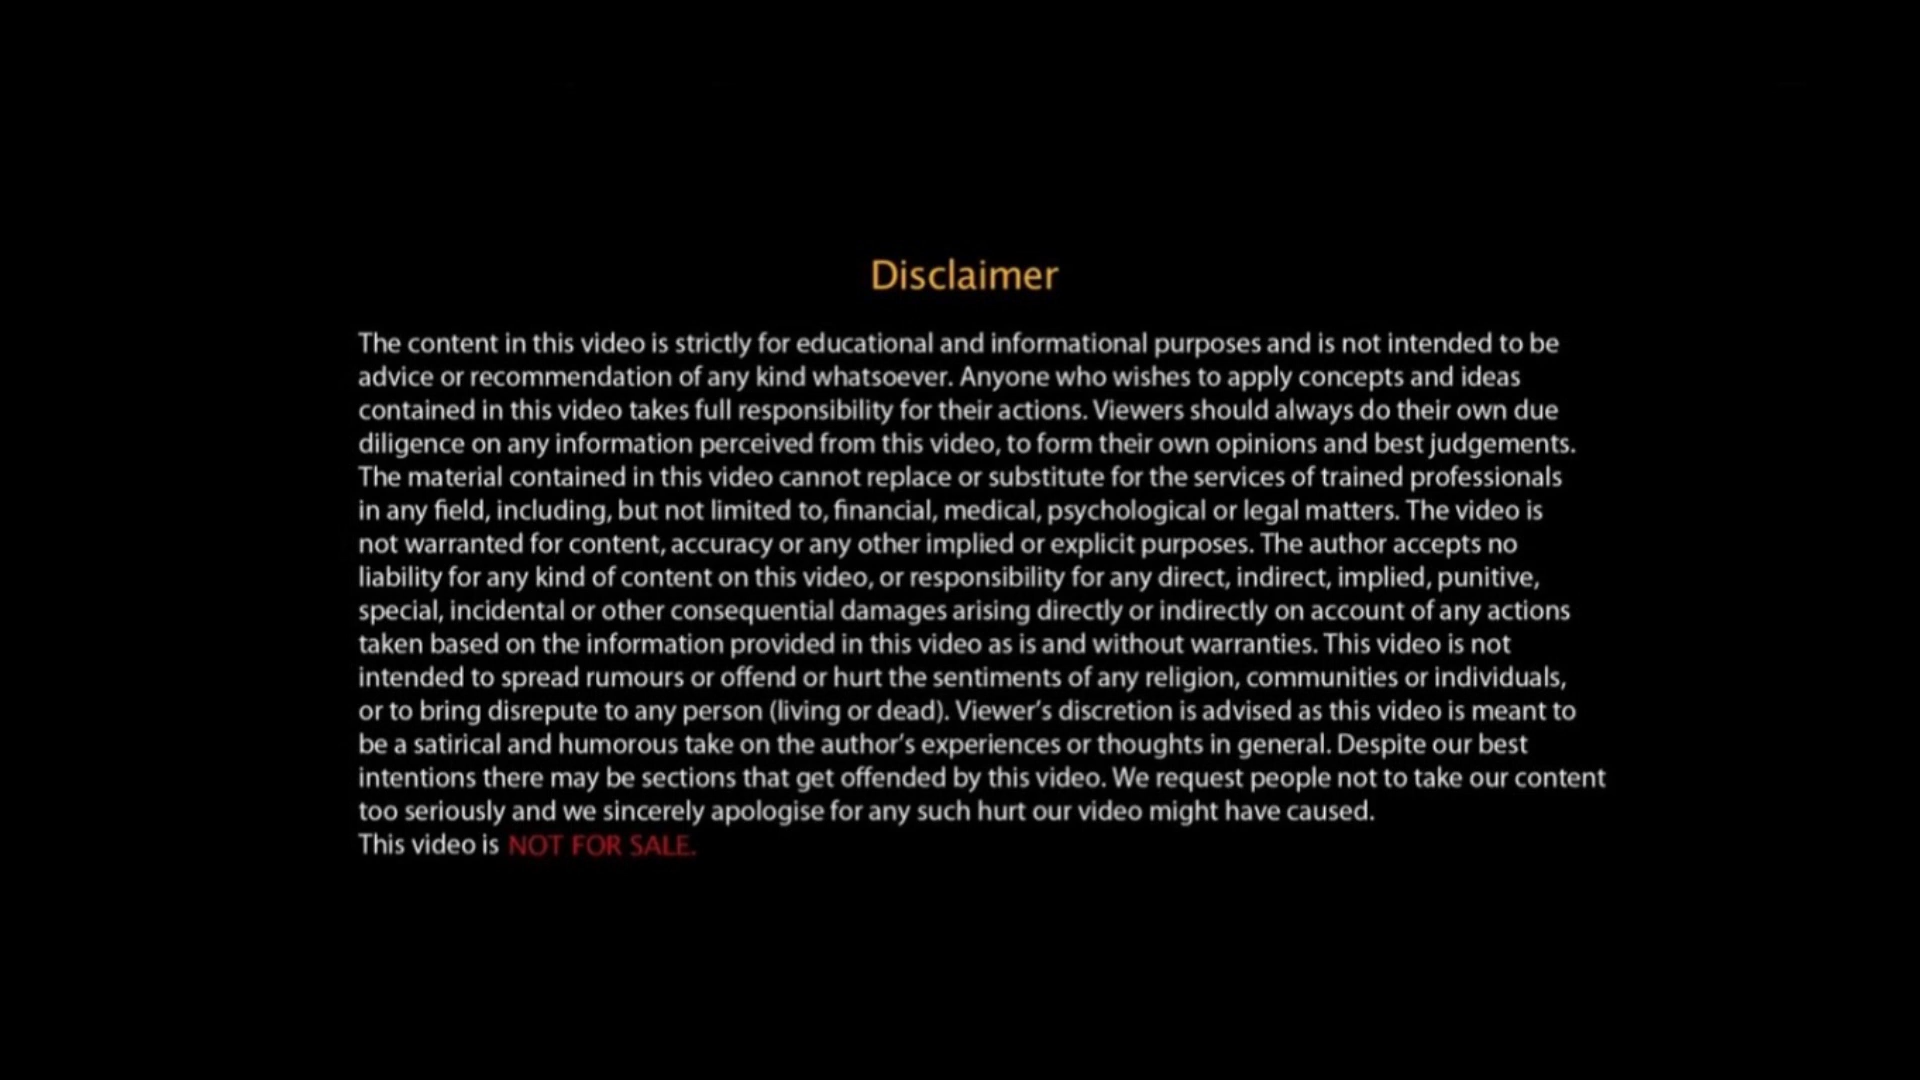 Disclaimer
The content in this video is strictly for educational and informational purposes and is not intended to be
advice or recommendation of any kind whatsoever. Anyone who wishes to apply concepts and ideas
contained in this video takes full responsibility for their actions. Viewers should always do their own due
diligence on any information perceived from this video, to form their own opinions and best judgements.
The material contained in this video cannot replace or substitute for the services of trained professionals
in any field, including, but not limited to, financial, medical, psychological or legal matters. The video is
not warranted for content, accuracy or any other implied or explicit purposes. The author accepts no
liability for any kind of content on this video, or responsibility for any direct, indirect, implied, punitive,
special, incidental or other consequential damages arising directly or indirectly on account of any actions
taken based on the information provided in this video as is and without warranties. This video is not
intended to spread rumours or offend or hurt the sentiments of any religion, communities or individuals,
or to bring disrepute to any person (living or dead). Viewer's discretion is advised as this video is meant to
be a satirical and humorous take on the author's experiences or thoughts in general. Despite our best
intentions there may be sections that get offended by this video. We request people not to take our content
too seriously and we sincerely apologise for any such hurt our video might have caused.
This video is NOT FOR SALE.